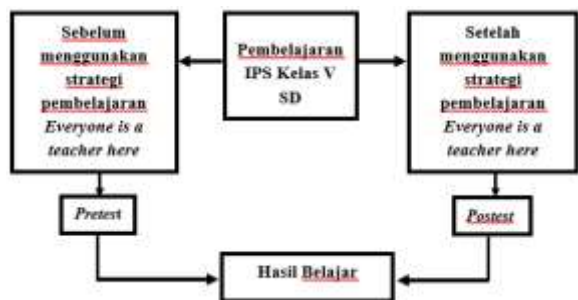 Sebelum
menggunakan
strategi
pembelajaran
Everyone is a
teacher here
Pembelajaran
IPS Kelas V
SD
Setelah
menggunakan
strategi
pembelajaran
Everyone is a
teacher here
Pretest
Postest
Hasil Belajar